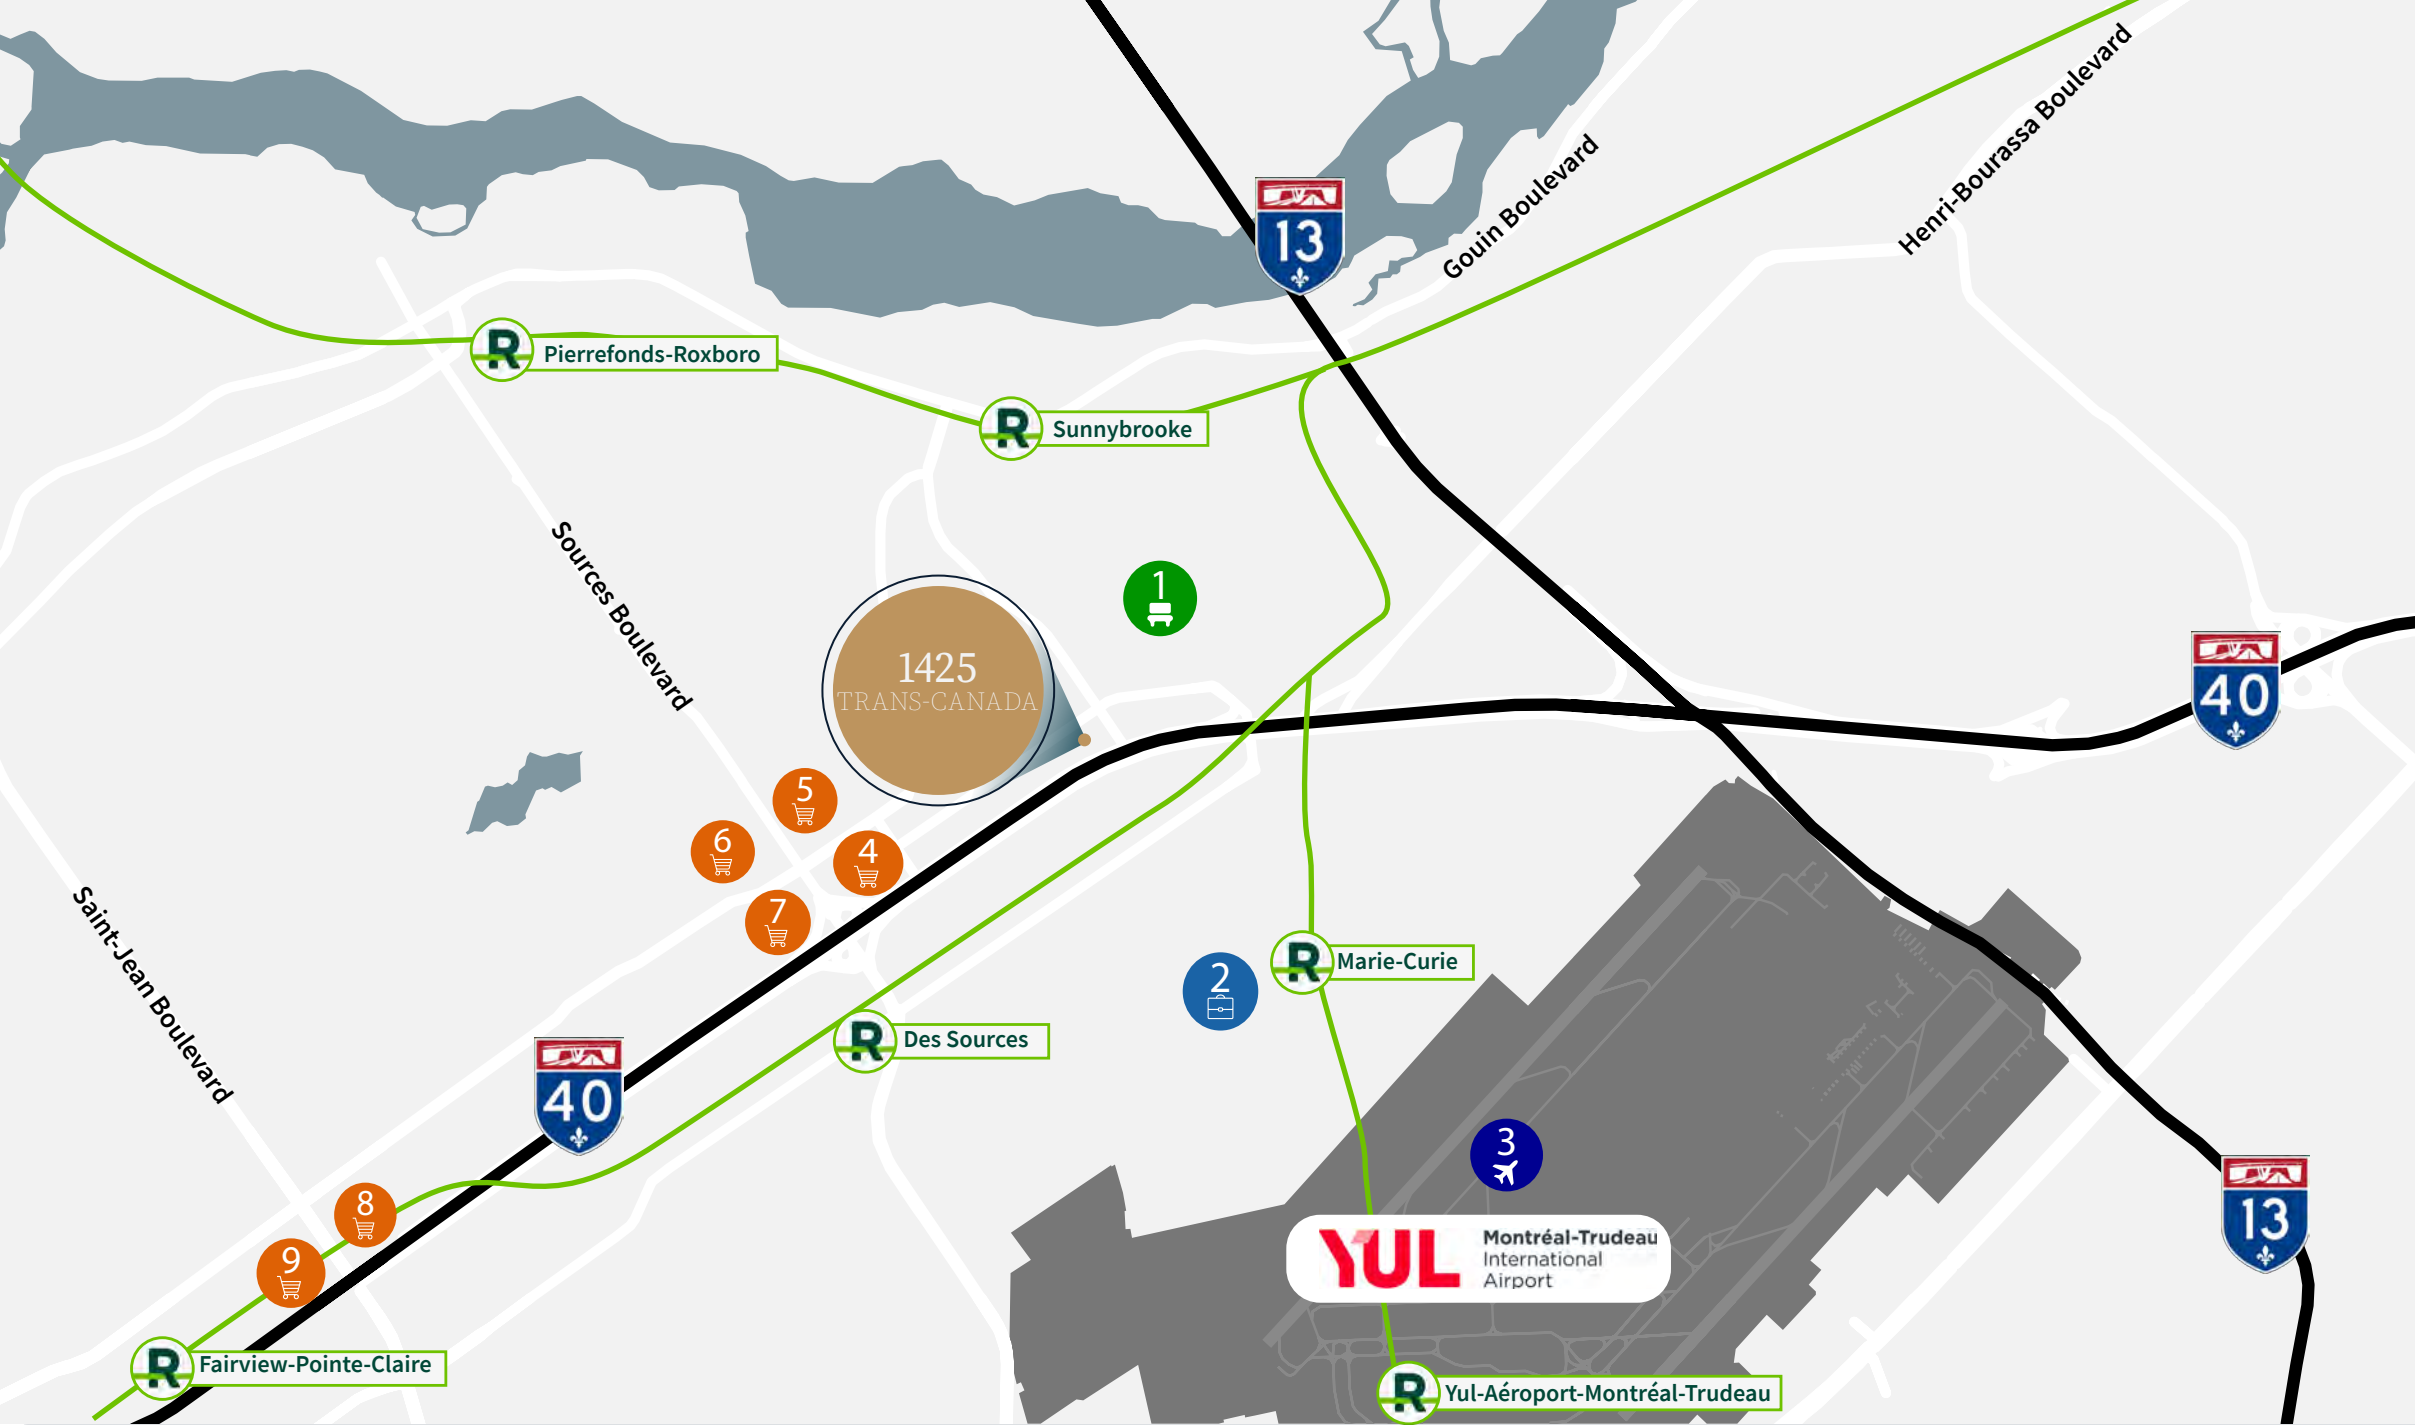 Henri-Bourassa Boulevard
Gouin Boulevard
13
R Pierrefonds-Roxboro
R Sunnybrooke
Sources Boulevard
1
1425
TRANS-CANADA
40
5
6
4
7
Saint-Jean Boulevard
R Marie-Curie
2
R Des Sources
40
3
8
13
YUL
Montréal-Trudeau
International
Airport
9
R Fairview-Pointe-Claire
R Yul-Aéroport-Montréal-Trudeau